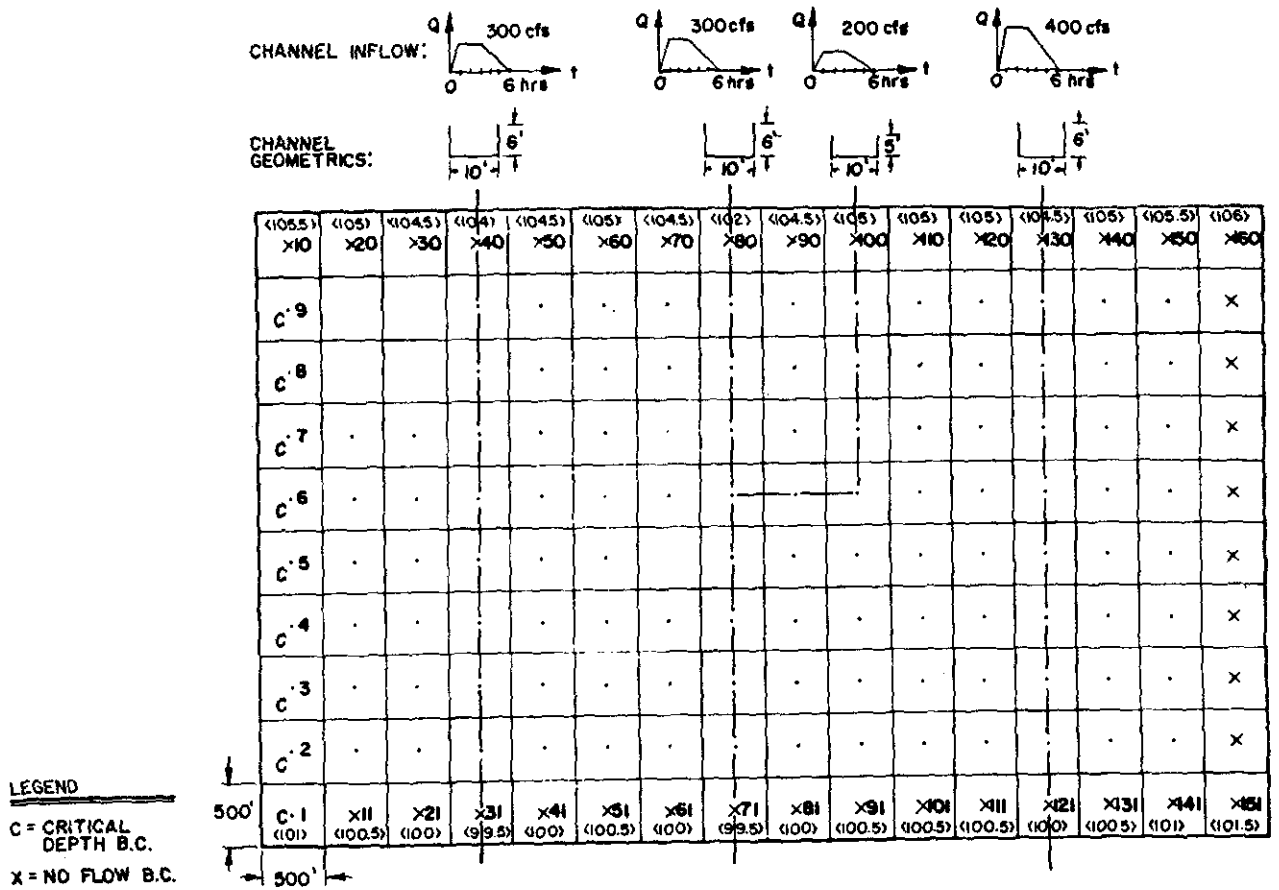 CHANNEL INFLOW:
Q 300 cfs 0 6 hrs t
Q 300 cfs 0 6 hrs t
Q 200 cfs 0 6 hrs t
Q 400 cfs 0 6 hrs t
CHANNEL
GEOMETRICS:
10' 6'
10' 6'
10' 5'
10' 6'
<105.5> <105> <104.5> <104> <104.5> <105> <104.5> <102> <104.5> <105> <105> <105> <104.5> <105> <105.5> <106>
×10 ×20 ×30 ×40 ×50 ×60 ×70 ×80 ×90 ×100 ×110 ×120 ×130 ×140 ×150 ×160
C·9 ×
C·8 ×
C·7 ×
C·6 ×
C·5 ×
C·4 ×
C·3 ×
C·2 ×
C·1 ×11 ×21 ×31 ×41 ×51 ×61 ×71 ×81 ×91 ×101 ×111 ×121 ×131 ×141 ×151
<101> <100.5> <100> <99.5> <100> <100.5> <100> <99.5> <100> <100.5> <100.5> <100.5> <100> <100.5> <101> <101.5>
500'
500'
LEGEND
C = CRITICAL
DEPTH B.C.
X = NO FLOW B.C.